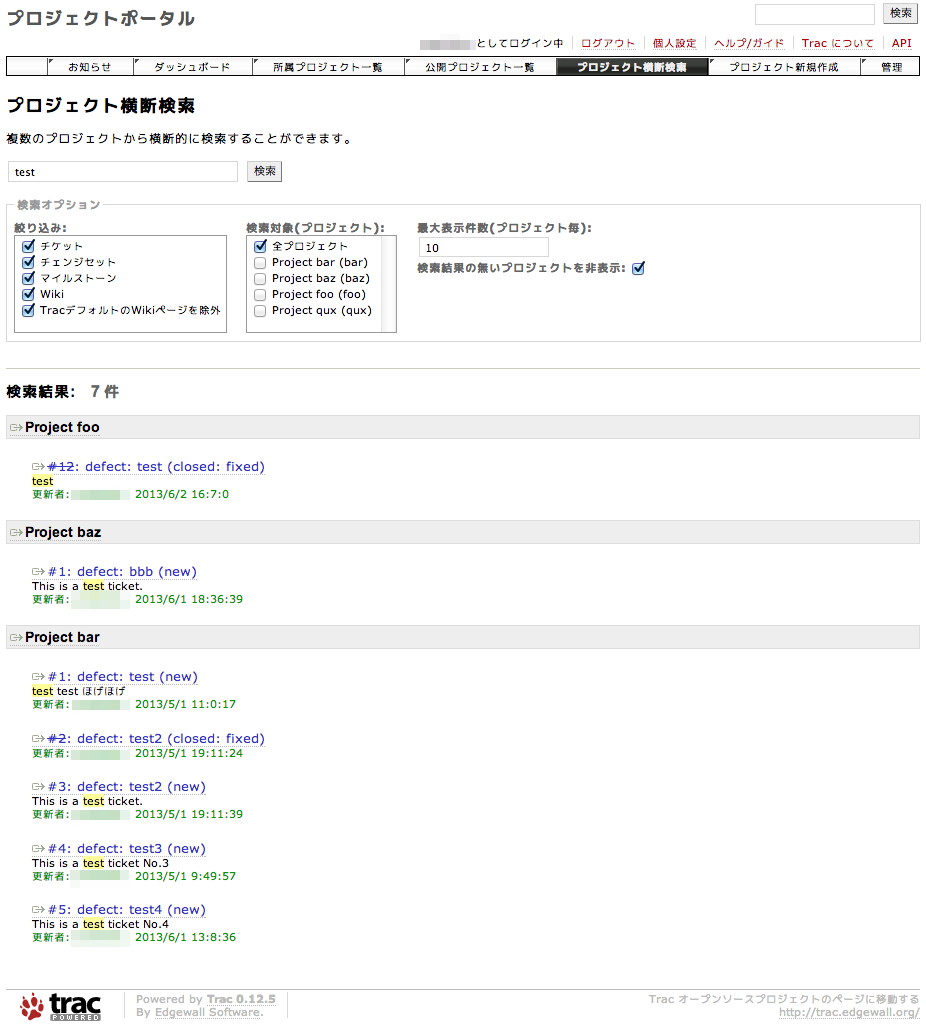 プロジェクトポータル
検索
としてログイン中 ログアウト 個人設定 ヘルプ/ガイド Trac について API
お知らせ ダッシュボード 所属プロジェクト一覧 公開プロジェクト一覧 プロジェクト横断検索 プロジェクト新規作成 管理
プロジェクト横断検索
複数のプロジェクトから横断的に検索することができます。
test 検索
検索オプション
絞り込み:
チケット
チェンジセット
マイルストーン
Wiki
TracデフォルトのWikiページを除外
検索対象(プロジェクト):
全プロジェクト
Project bar (bar)
Project baz (baz)
Project foo (foo)
Project qux (qux)
最大表示件数(プロジェクト毎):
10
検索結果の無いプロジェクトを非表示:
検索結果: 7 件
Project foo
#12: defect: test (closed: fixed)
test
更新者: 2013/6/2 16:7:0
Project baz
#1: defect: bbb (new)
This is a test ticket.
更新者: 2013/6/1 18:36:39
Project bar
#1: defect: test (new)
test test ほげほげ
更新者: 2013/5/1 11:0:17
#2: defect: test2 (closed: fixed)
更新者: 2013/5/1 19:11:24
#3: defect: test2 (new)
This is a test ticket.
更新者: 2013/5/1 19:11:39
#4: defect: test3 (new)
This is a test ticket No.3
更新者: 2013/5/1 9:49:57
#5: defect: test4 (new)
This is a test ticket No.4
更新者: 2013/6/1 13:8:36
trac
POWERED
Powered by Trac 0.12.5
By Edgewall Software.
Trac オープンソースプロジェクトのページに移動する
http://trac.edgewall.org/